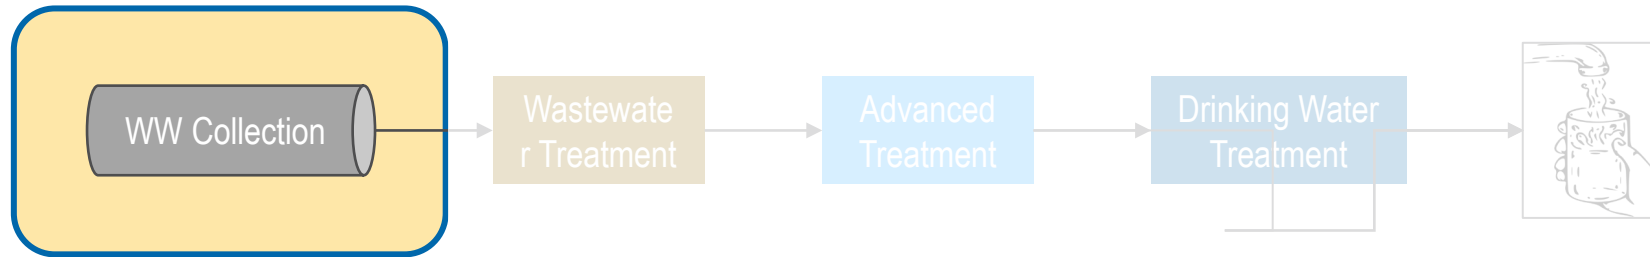 WW Collection
Wastewate
r Treatment
Advanced
Treatment
Drinking Water
Treatment